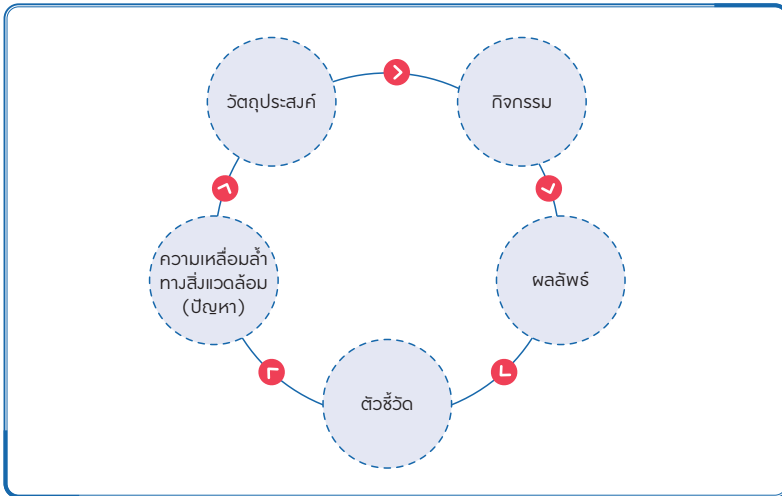 วัตถุประสงค์
กิจกรรม
ความเหลื่อมล้ำ
ทางสิ่งแวดล้อม
(ปัญหา)
ผลลัพธ์
ตัวชี้วัด